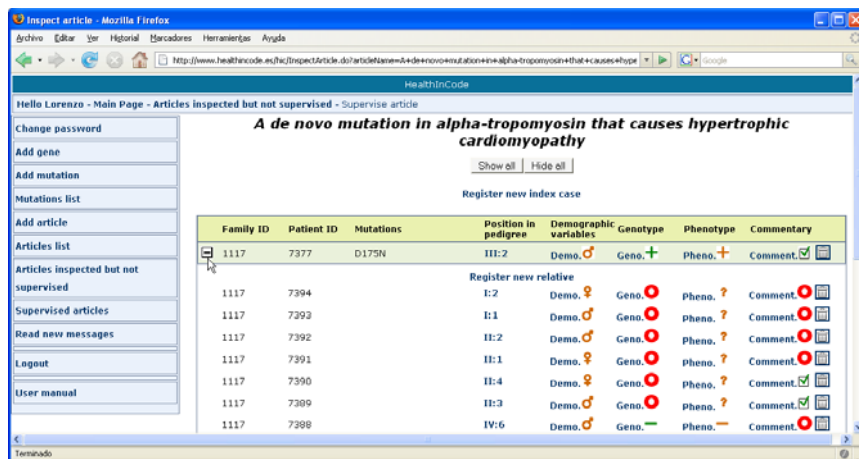 Inspect article - Mozilla Firefox
Archivo Editar Ver Historial Marcadores Herramientas Ayuda
http://www.healthincode.es/hic/InspectArticle.do?articleName=A+de+novo+mutation+in+alpha-tropomyosin+that+causes+hype
Google
HealthInCode
Hello Lorenzo - Main Page - Articles inspected but not supervised - Supervise article
Change password
Add gene
Add mutation
Mutations list
Add article
Articles list
Articles inspected but not
supervised
Supervised articles
Read new messages
Logout
User manual
A de novo mutation in alpha-tropomyosin that causes hypertrophic
cardiomyopathy
Show all Hide all
Register new index case
Family ID Patient ID Mutations Position in pedigree Demographic variables Genotype Phenotype Commentary
1117 7377 D175N III:2 Demo. Geno. Pheno. Comment.
Register new relative
1117 7394 I:2 Demo. Geno. Pheno. ? Comment.
1117 7393 I:1 Demo. Geno. Pheno. ? Comment.
1117 7392 II:2 Demo. Geno. Pheno. ? Comment.
1117 7391 II:1 Demo. Geno. Pheno. ? Comment.
1117 7390 II:4 Demo. Geno. Pheno. ? Comment.
1117 7389 II:3 Demo. Geno. Pheno. ? Comment.
1117 7388 IV:6 Demo. Geno. Pheno. Comment.
Terminado